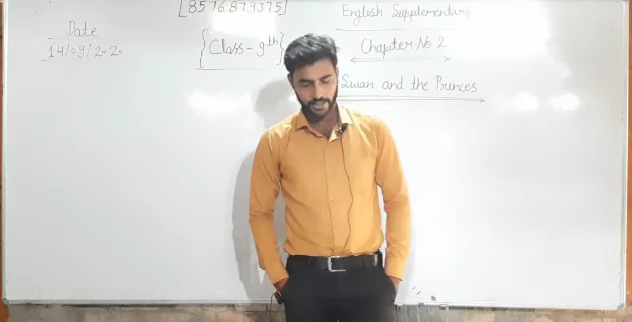 [8576879375]
English Supplementary
Date
14/09/2020
{Class-9th}
Chapter No 2
Swan and the Princes